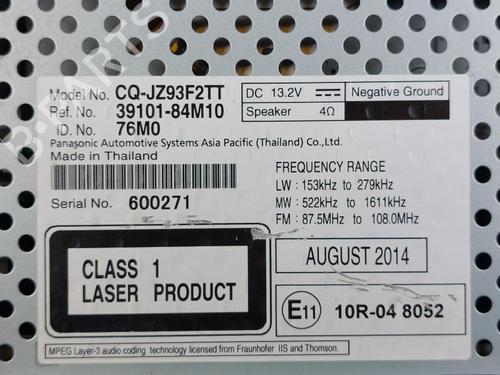 B-PARTS
Model No. CQ-JZ93F2TT
Ref. No. 39101-84M10
ID. No. 76M0
DC 13.2V Negative Ground
Speaker 4Ω
Panasonic Automotive Systems Asia Pacific (Thailand) Co.,Ltd.
Made in Thailand
Serial No. 600271
FREQUENCY RANGE
LW : 153kHz to 279kHz
MW : 522kHz to 1611kHz
FM : 87.5MHz to 108.0MHz
CLASS 1
LASER PRODUCT
AUGUST 2014
E11 10R-04 8052
MPEG Layer-3 audio coding technology licensed from Fraunhofer IIS and Thomson.